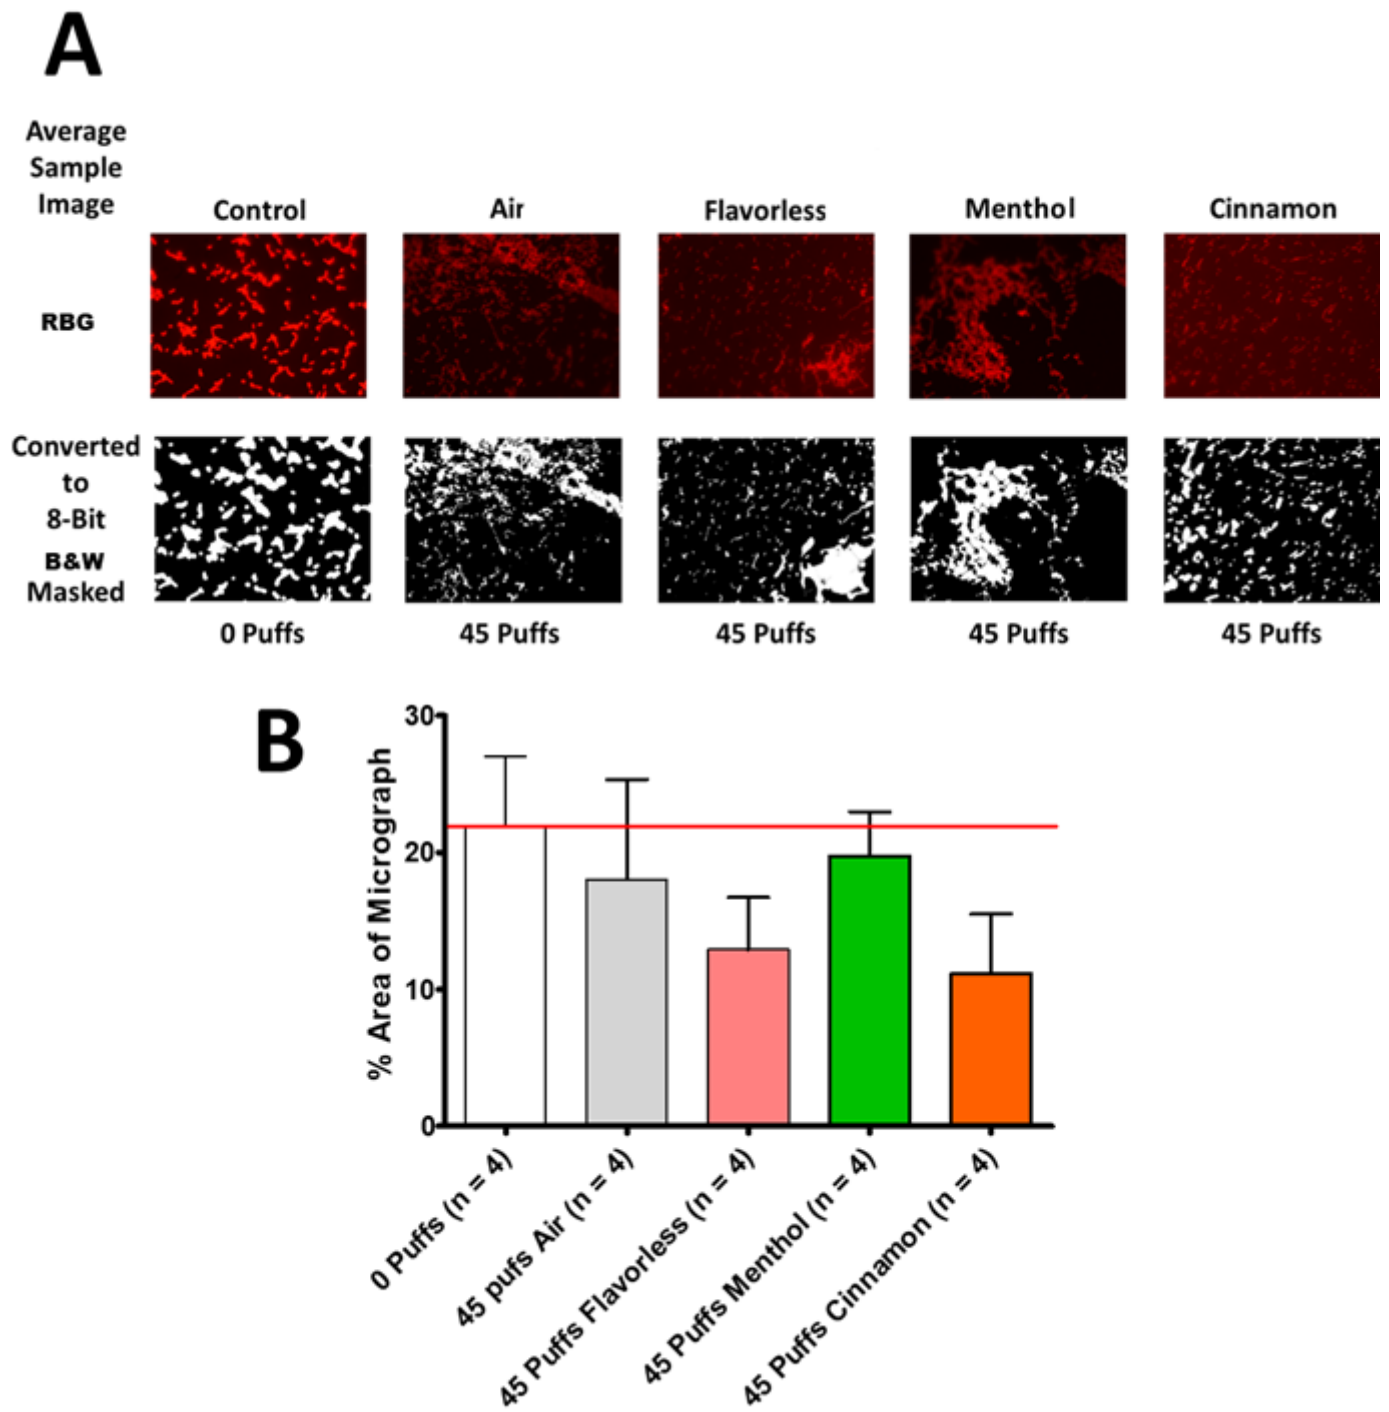 A
Average
Sample
Image
Control
Air
Flavorless
Menthol
Cinnamon
RBG
Converted
to
8-Bit
B&W
Masked
0 Puffs
45 Puffs
45 Puffs
45 Puffs
45 Puffs
B
% Area of Micrograph
30
20
10
0
0 Puffs (n = 4)
45 pufs Air (n = 4)
45 Puffs Flavorless (n = 4)
45 Puffs Menthol (n = 4)
45 Puffs Cinnamon (n = 4)